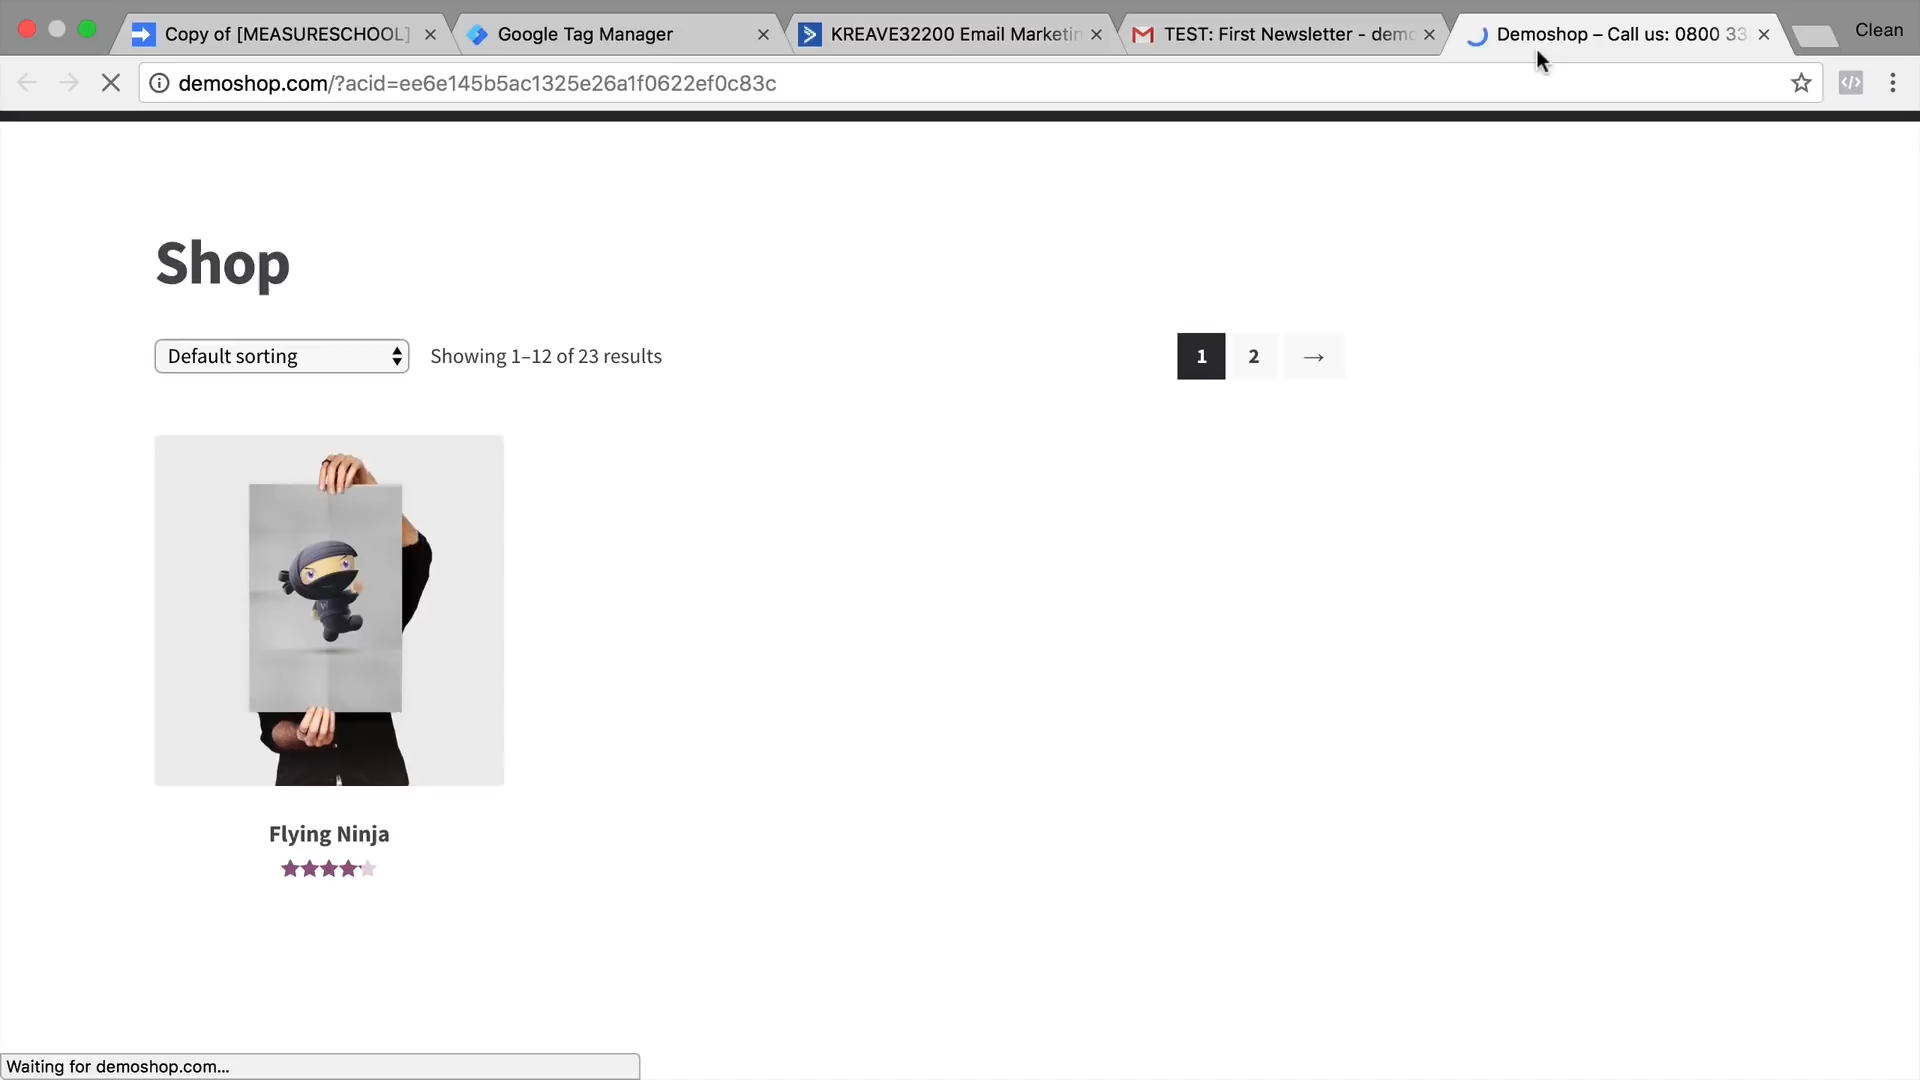 Copy of [MEASURESCHOOL]
Google Tag Manager
KREAVE32200 Email Marketin
TEST: First Newsletter - demo
Demoshop – Call us: 0800 33
Clean
demoshop.com/?acid=ee6e145b5ac1325e26a1f0622ef0c83c
Shop
Default sorting
Showing 1–12 of 23 results
1 2 →
Flying Ninja
Waiting for demoshop.com...